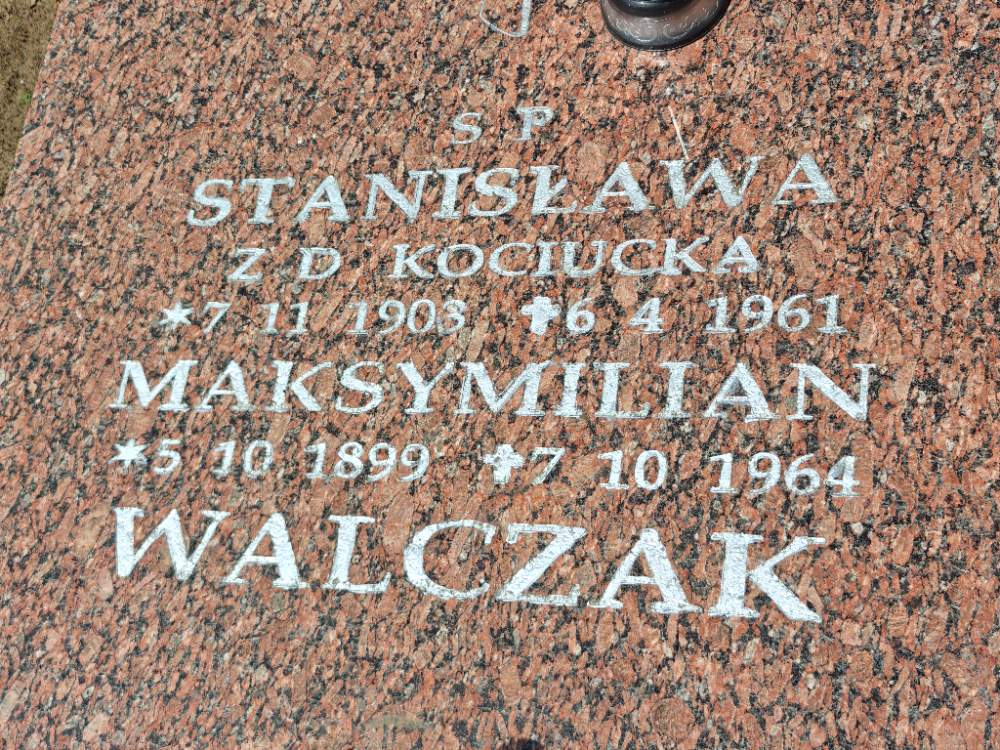 S P
STANISŁAWA
Z D KOCIUCKA
*7 11 1903 ✝6 4 1961
MAKSYMILIAN
*5 10 1899 ✝7 10 1964
WALCZAK